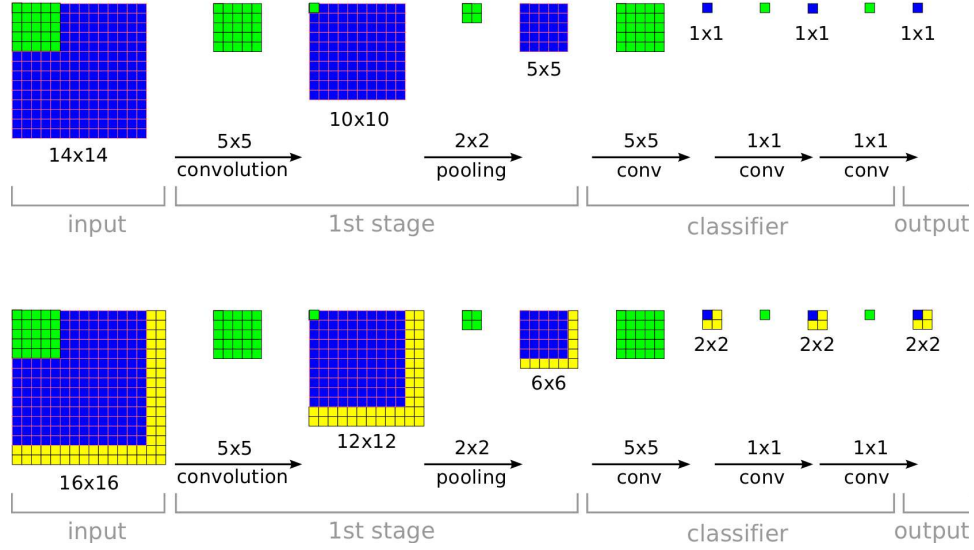 1x1
1x1
1x1
5x5
10x10
14x14
5x5
convolution
2x2
pooling
5x5
conv
1x1
conv
1x1
conv
input
1st stage
classifier
output
2x2
2x2
2x2
6x6
12x12
16x16
5x5
convolution
2x2
pooling
5x5
conv
1x1
conv
1x1
conv
input
1st stage
classifier
output